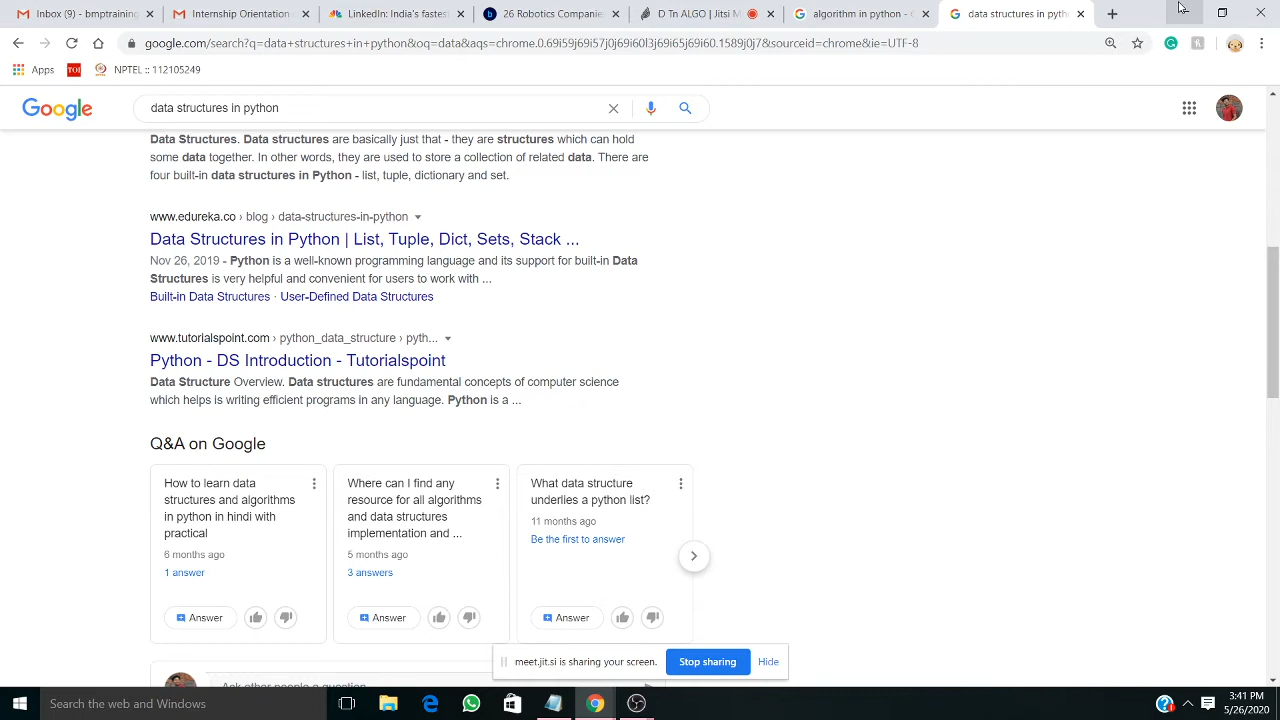 Inbox (9) - bmptraining
Internship Orientation
LinkedIn: India's fastest
26 Robotics Companie
D Tn ALGO | Jitsi M
algorithm in python - G
data structures in pyth
google.com/search?q=data+structures+in+python&oq=data&aqs=chrome.0.69i59j69i57j0j69i60l3j69i65j69i60.1589j0j7&sourceid=chrome&ie=UTF-8
Apps
TOI
NPTEL :: 112105249
Google
data structures in python
Data Structures. Data structures are basically just that - they are structures which can hold
some data together. In other words, they are used to store a collection of related data. There are
four built-in data structures in Python - list, tuple, dictionary and set.
www.edureka.co › blog › data-structures-in-python
Data Structures in Python | List, Tuple, Dict, Sets, Stack ...
Nov 26, 2019 - Python is a well-known programming language and its support for built-in Data
Structures is very helpful and convenient for users to work with ...
Built-in Data Structures · User-Defined Data Structures
www.tutorialspoint.com › python_data_structure › pyth...
Python - DS Introduction - Tutorialspoint
Data Structure Overview. Data structures are fundamental concepts of computer science
which helps is writing efficient programs in any language. Python is a ...
Q&A on Google
How to learn data
structures and algorithms
in python in hindi with
practical
6 months ago
1 answer
Answer
Where can I find any
resource for all algorithms
and data structures
implementation and ...
5 months ago
3 answers
Answer
What data structure
underlies a python list?
11 months ago
Be the first to answer
Answer
Ask other people a question
meet.jit.si is sharing your screen.
Stop sharing
Hide
Search the web and Windows
3:41 PM
5/26/2020